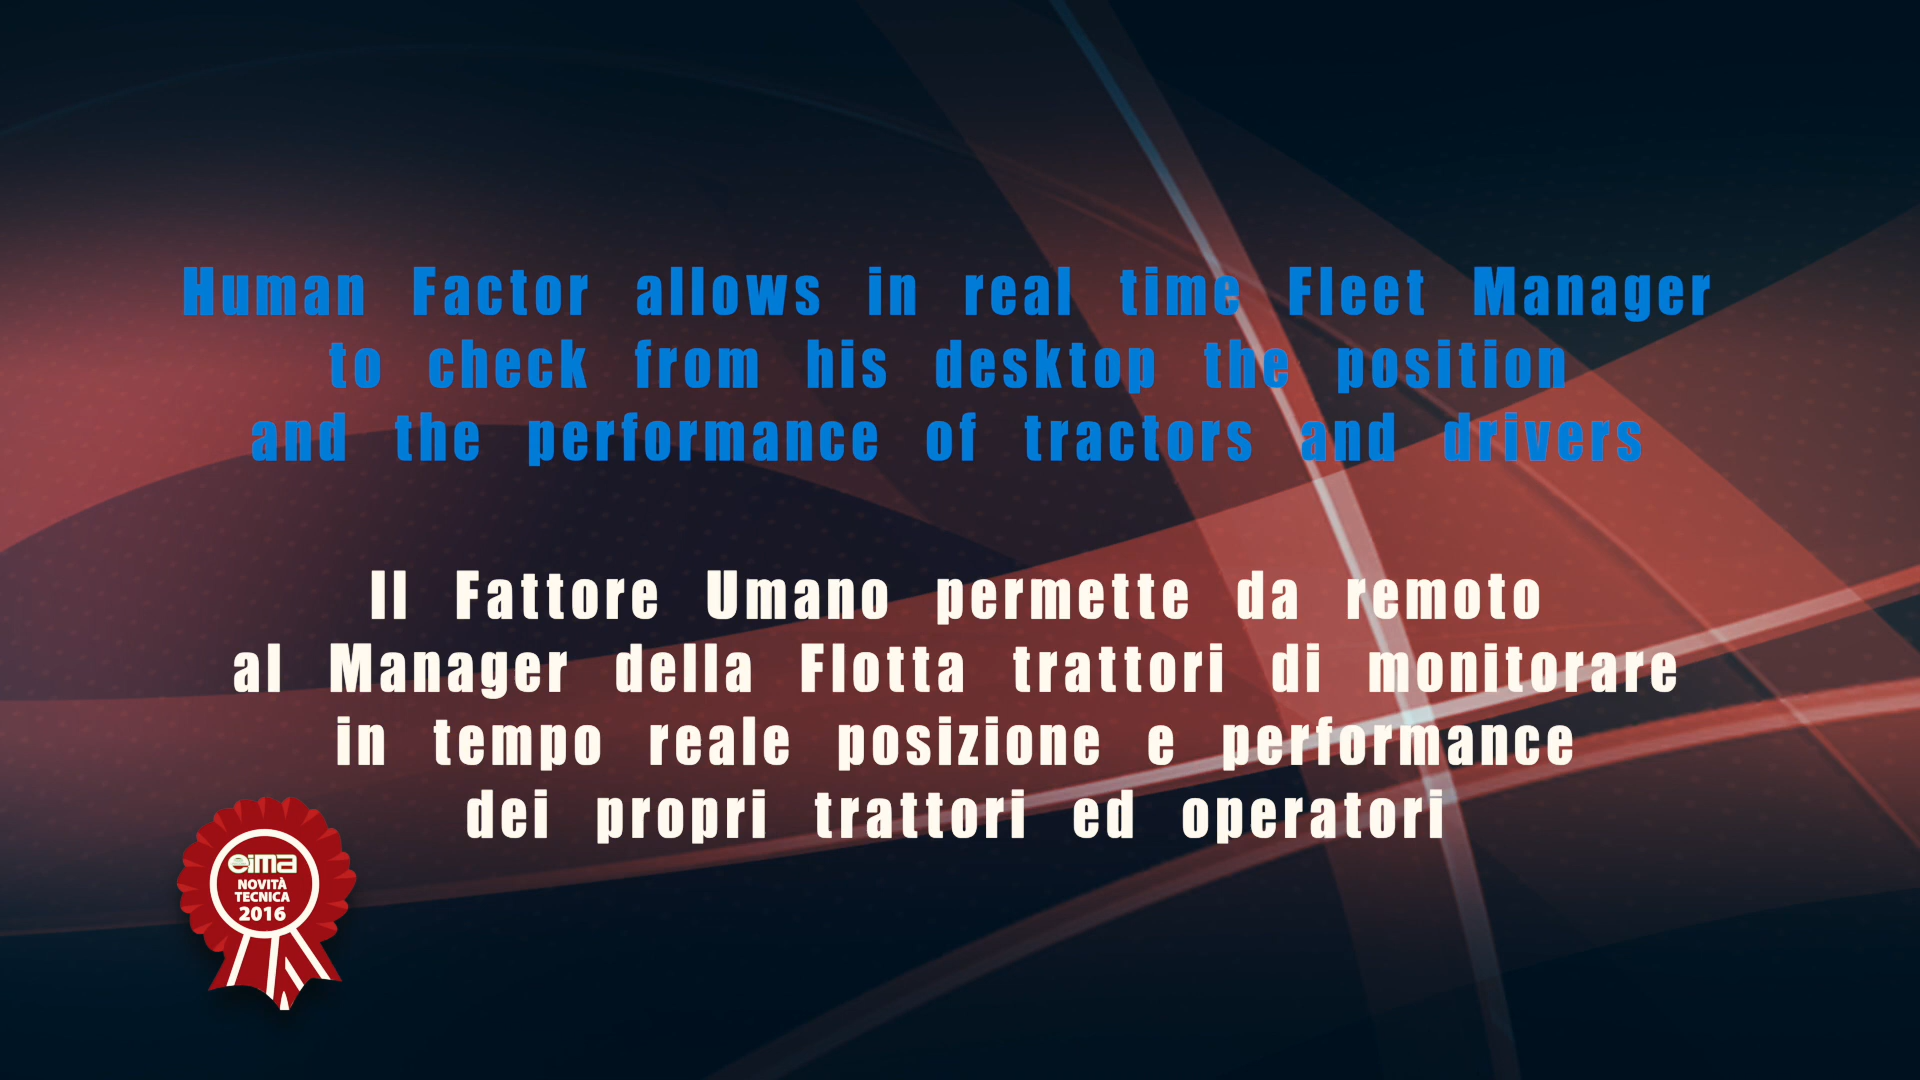 Human Factor allows in real time Fleet Manager
to check from his desktop the position
and the performance of tractors and drivers
Il Fattore Umano permette da remoto
al Manager della Flotta trattori di monitorare
in tempo reale posizione e performance
dei propri trattori ed operatori
eima
NOVITÀ
TECNICA
2016